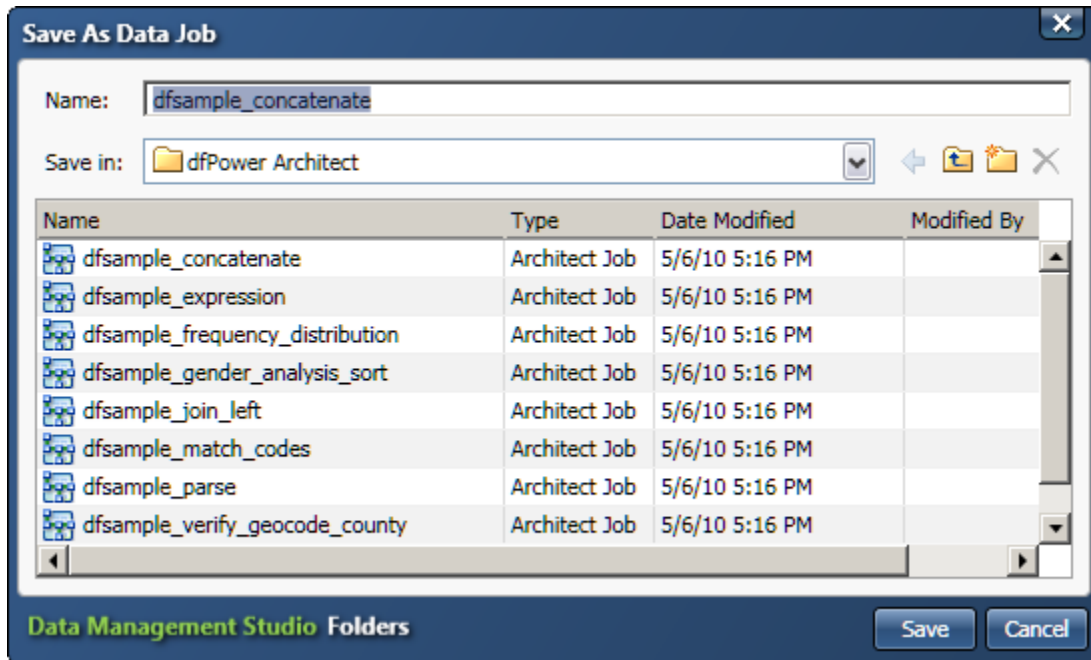 Save As Data Job
Name: dfsample_concatenate
Save in: dfPower Architect
Name Type Date Modified Modified By
dfsample_concatenate Architect Job 5/6/10 5:16 PM
dfsample_expression Architect Job 5/6/10 5:16 PM
dfsample_frequency_distribution Architect Job 5/6/10 5:16 PM
dfsample_gender_analysis_sort Architect Job 5/6/10 5:16 PM
dfsample_join_left Architect Job 5/6/10 5:16 PM
dfsample_match_codes Architect Job 5/6/10 5:16 PM
dfsample_parse Architect Job 5/6/10 5:16 PM
dfsample_verify_geocode_county Architect Job 5/6/10 5:16 PM
Data Management Studio Folders Save Cancel